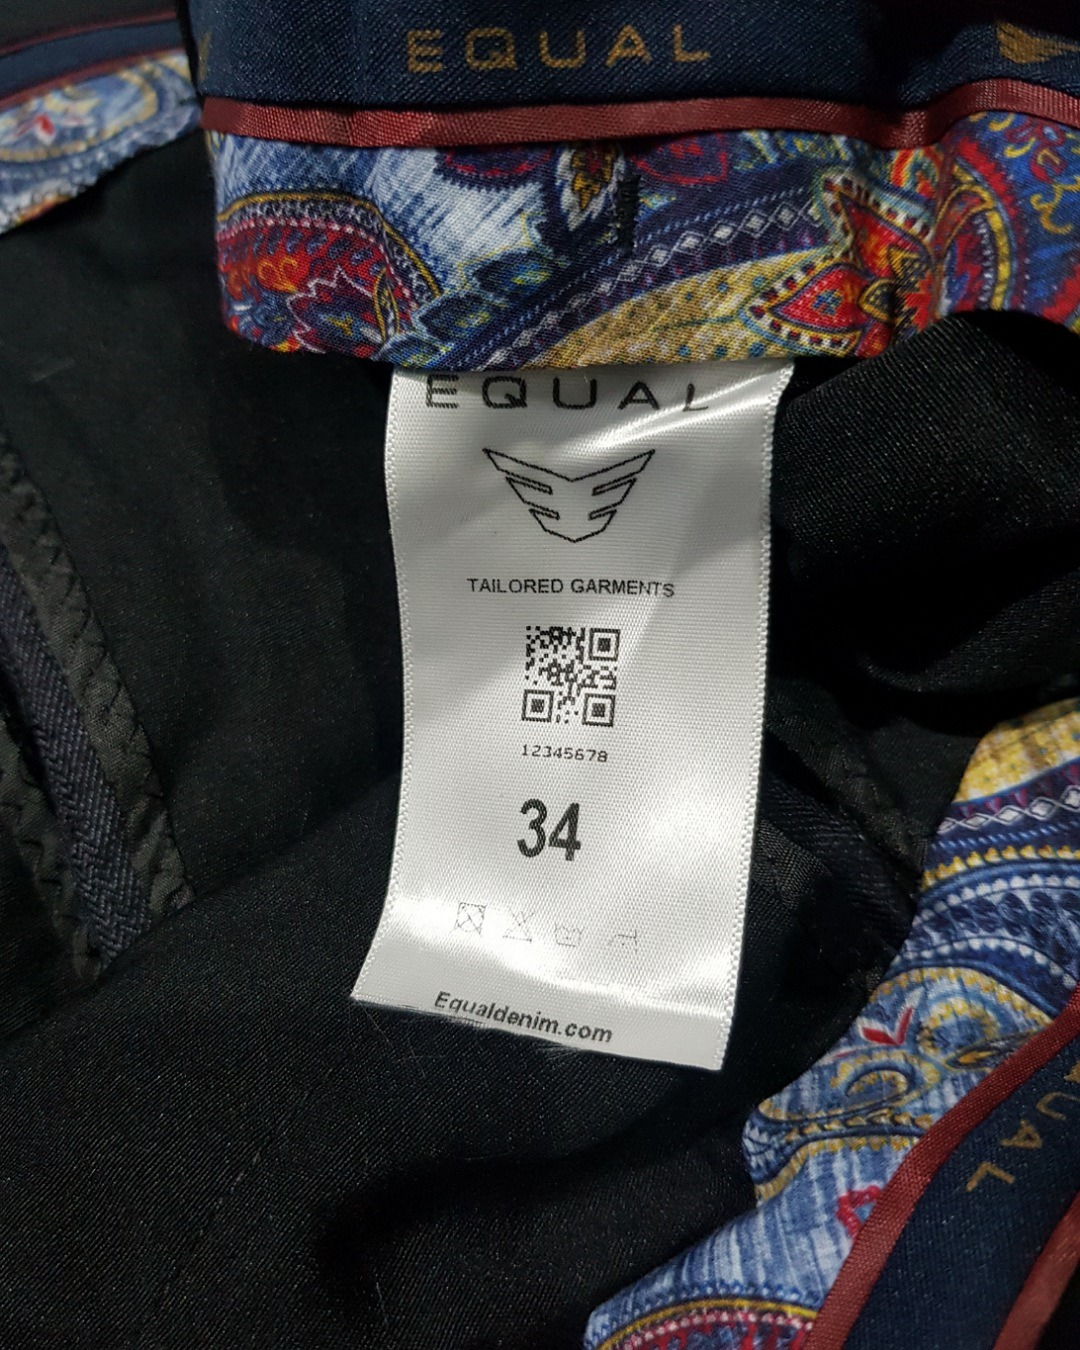 EQUAL
EQUAL
TAILORED GARMENTS
12345678
34
Equaldenim.com
UAL